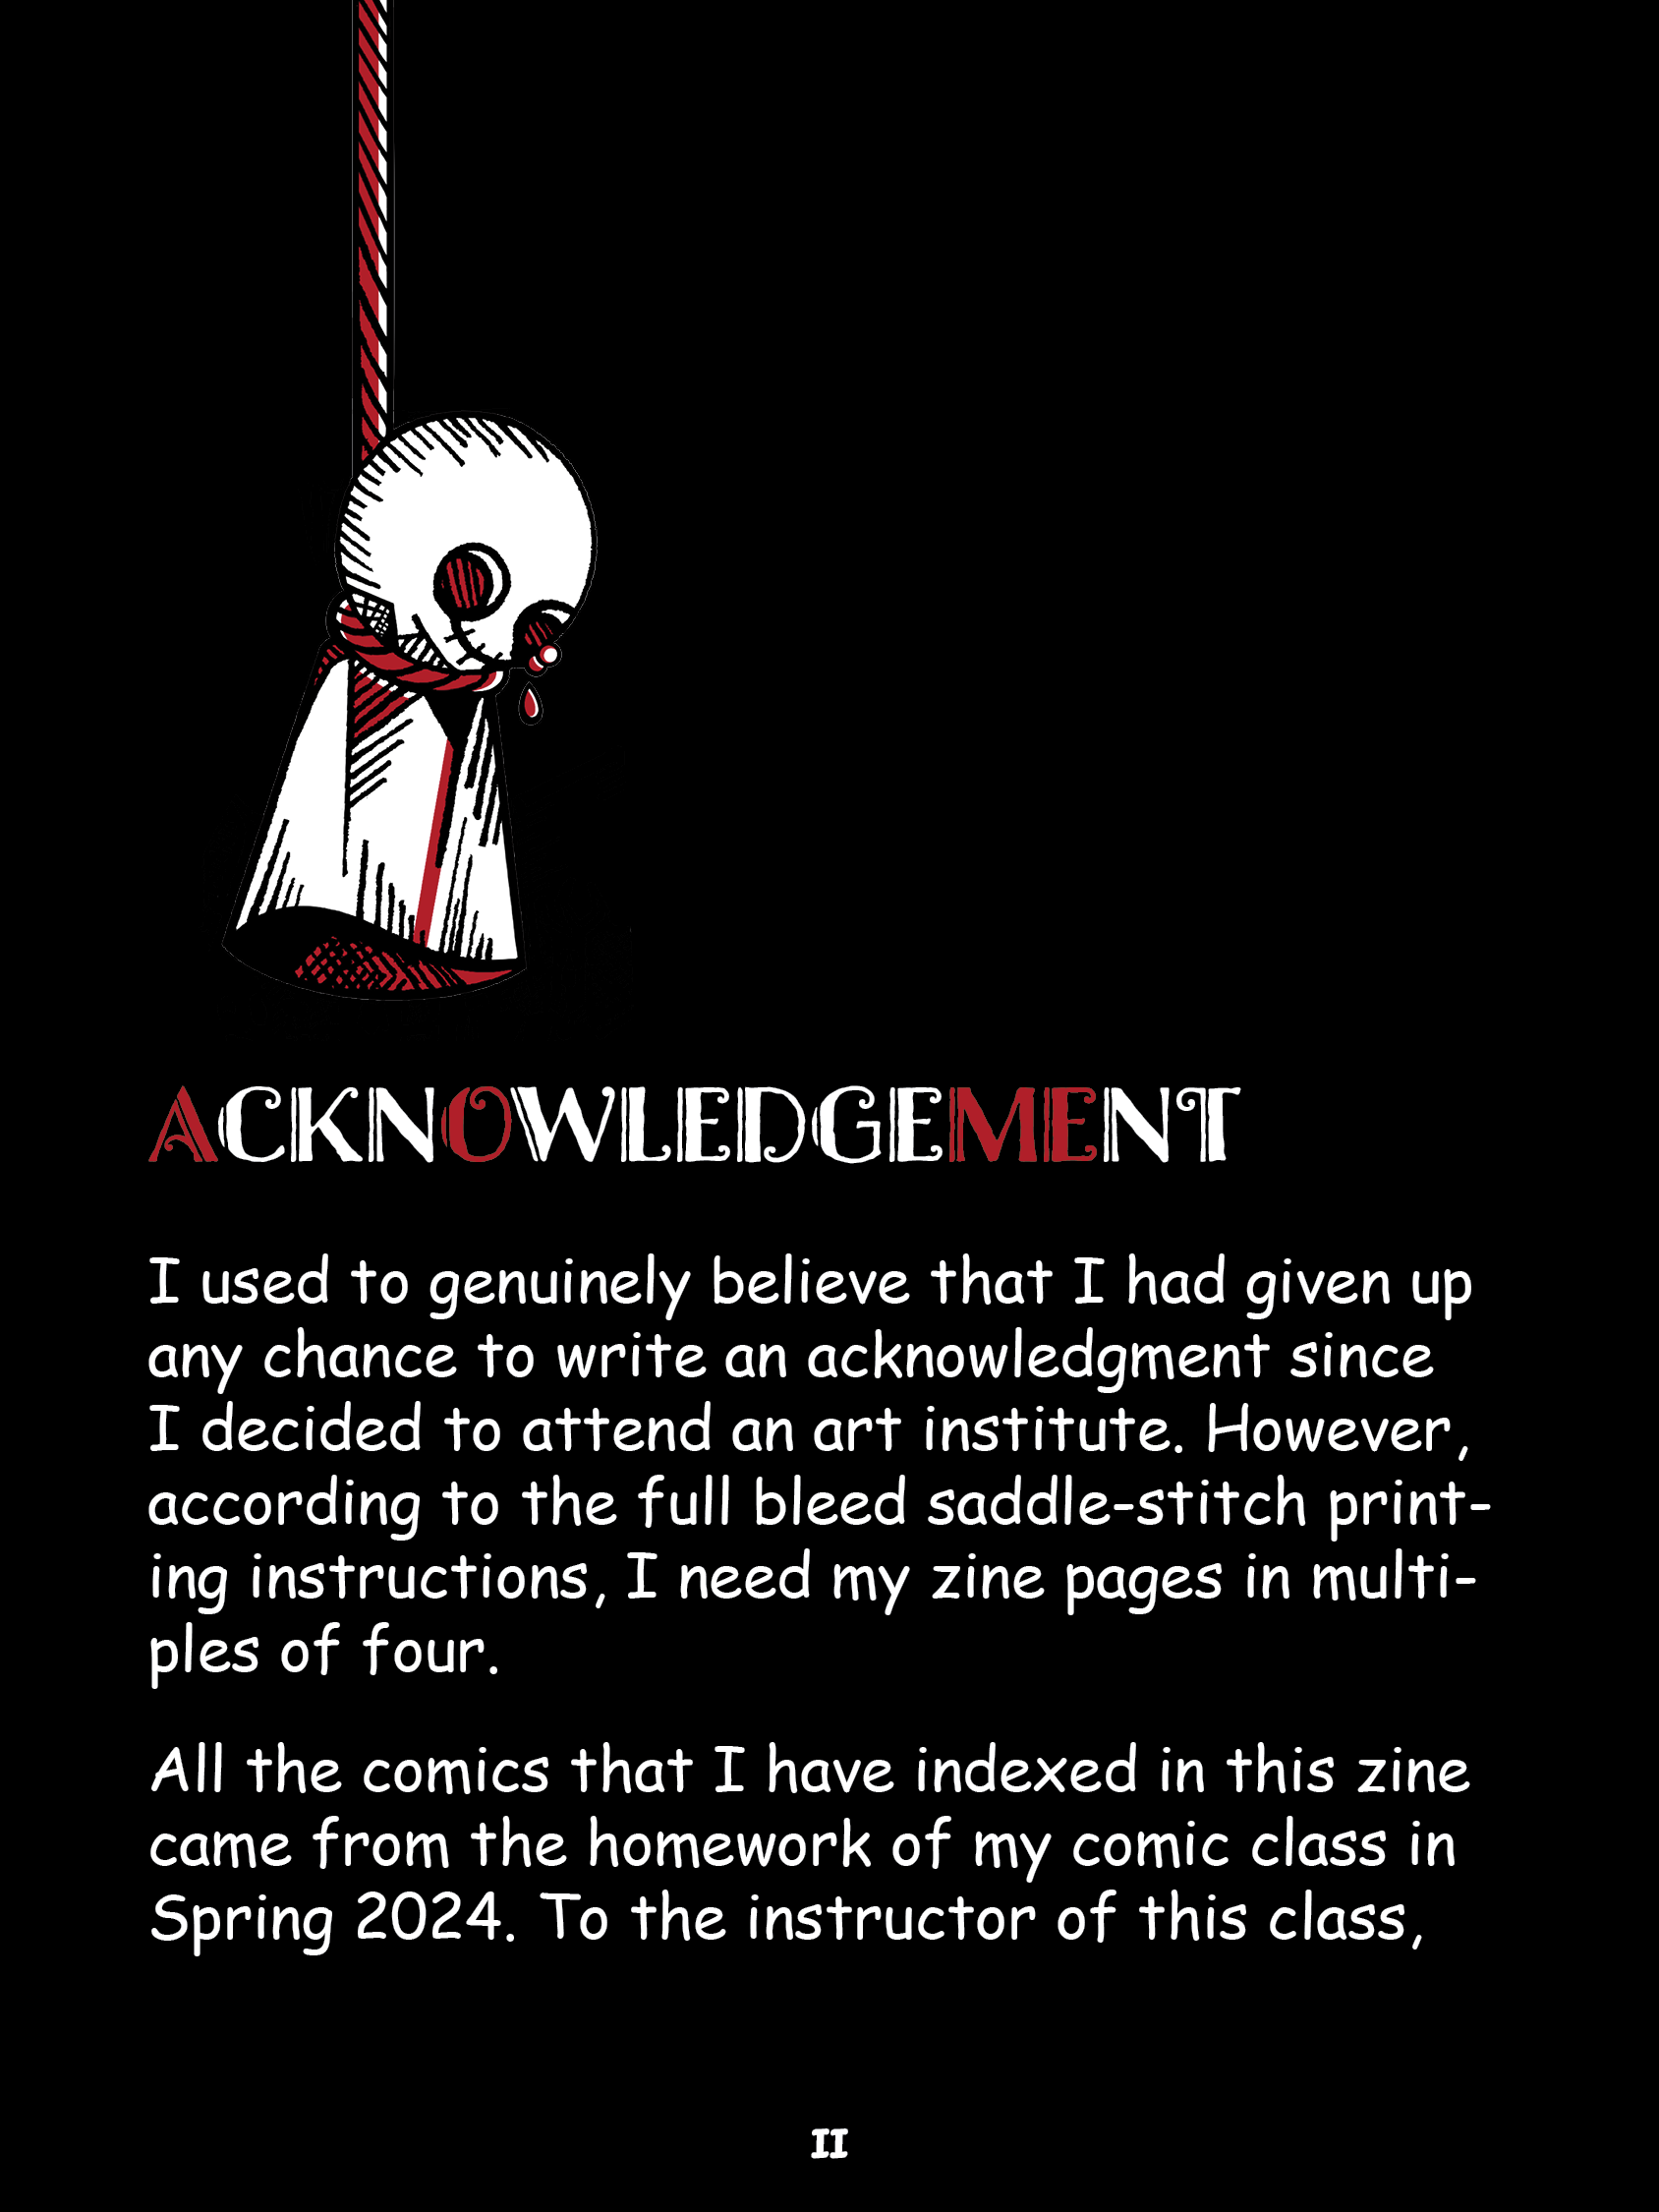 ACKNOWLEDGEMENT
I used to genuinely believe that I had given up
any chance to write an acknowledgment since
I decided to attend an art institute. However,
according to the full bleed saddle-stitch print-
ing instructions, I need my zine pages in multi-
ples of four.
All the comics that I have indexed in this zine
came from the homework of my comic class in
Spring 2024. To the instructor of this class,
II